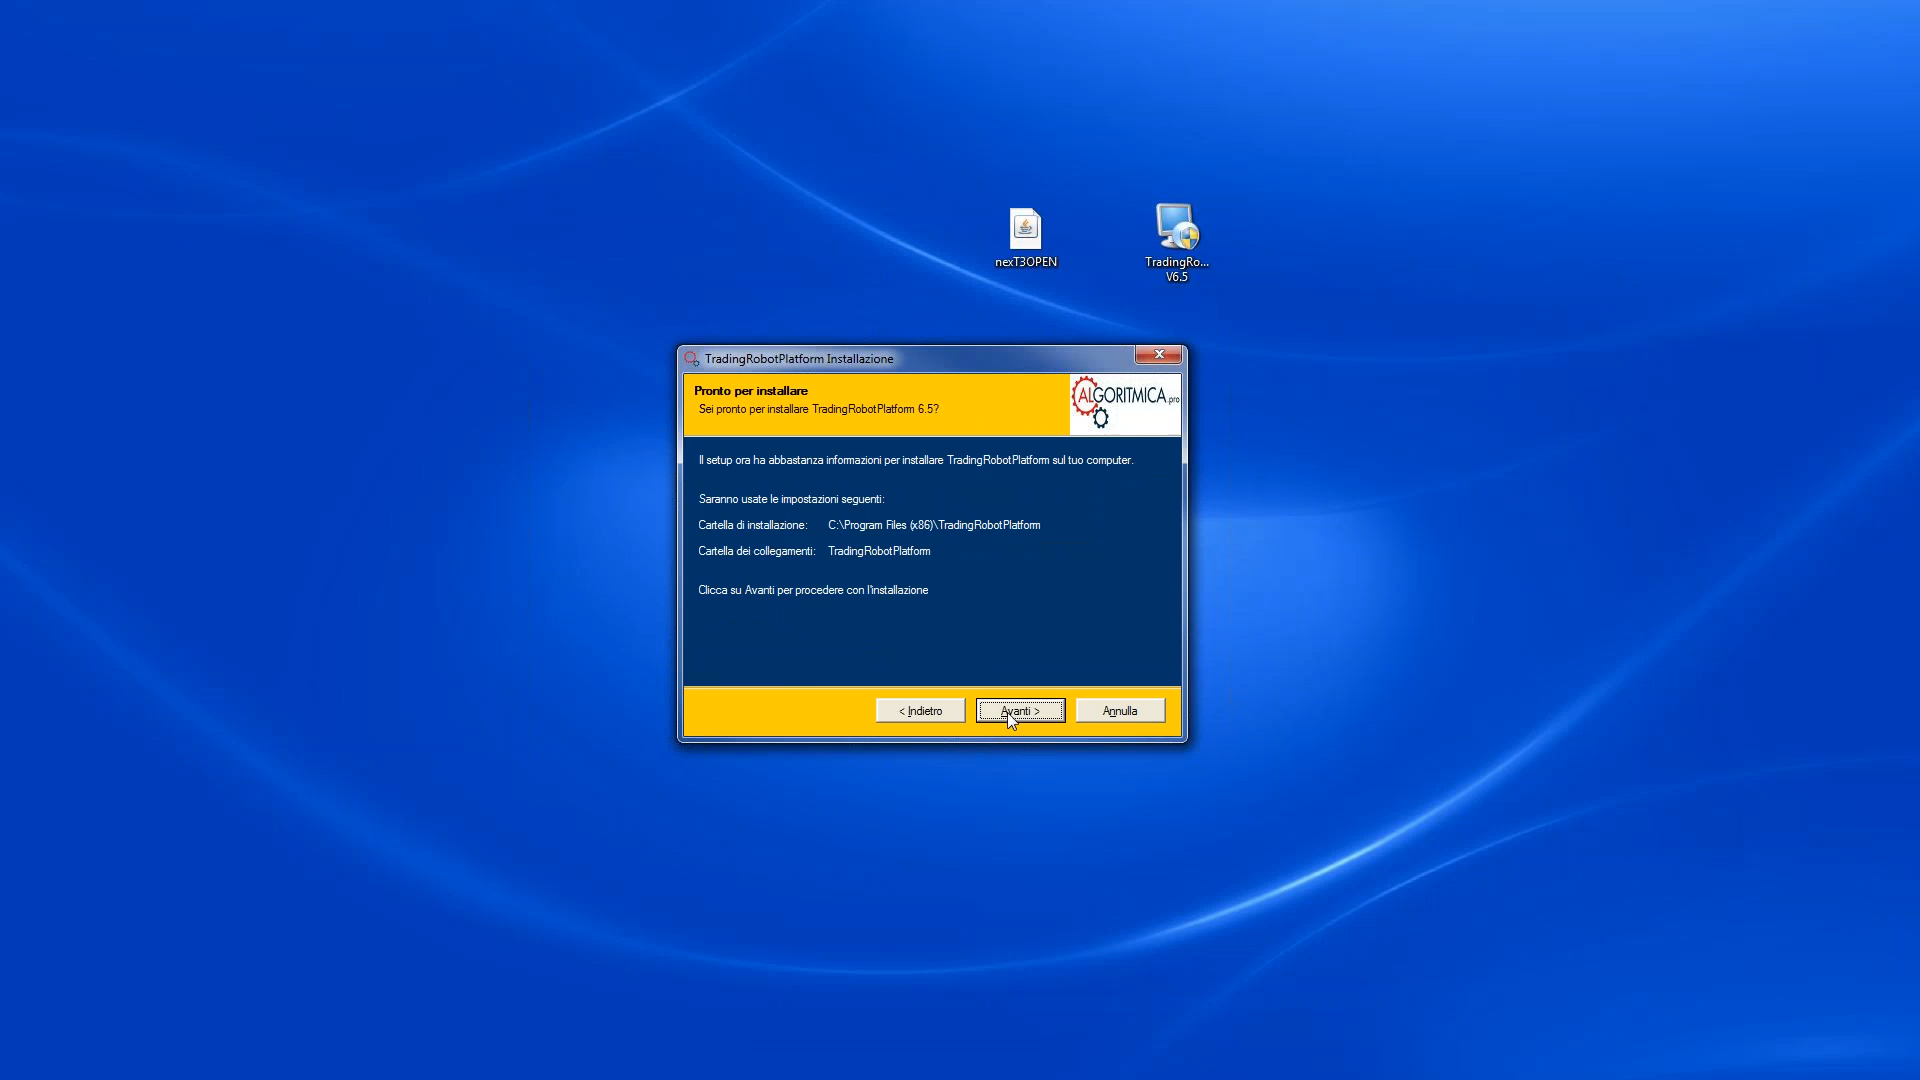 nexT3OPEN
TradingRo...
V6.5
TradingRobotPlatform Installazione
Pronto per installare
Sei pronto per installare TradingRobotPlatform 6.5?
ALGORITMICA.pro
Il setup ora ha abbastanza informazioni per installare TradingRobotPlatform sul tuo computer.
Saranno usate le impostazioni seguenti:
Cartella di installazione: C:\Program Files (x86)\TradingRobotPlatform
Cartella dei collegamenti: TradingRobotPlatform
Clicca su Avanti per procedere con l'installazione
< Indietro
Avanti >
Annulla